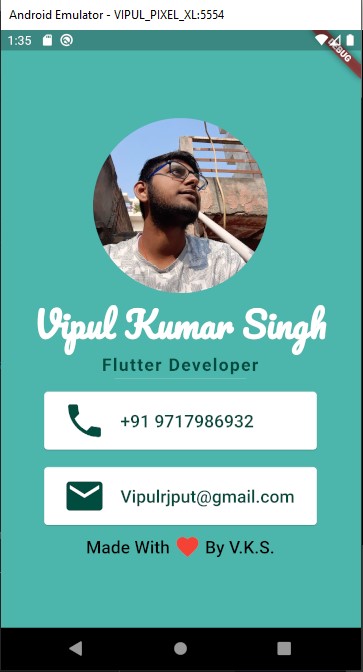 Android Emulator - VIPUL_PIXEL_XL:5554
1:35
DEBUG
Vipul Kumar Singh
Flutter Developer
+91 9717986932
Vipulrjput@gmail.com
Made With ❤ By V.K.S.